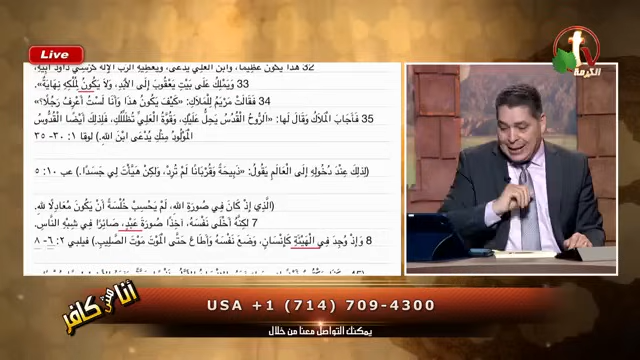 Live
32 هذا يكون عظيما، وابن العلي يدعى، ويعطيه الرب الإله كرسي داود أبيه،
33 وَيَمْلِكُ عَلَى بَيْتِ يَعْقُوبَ إِلَى الأَبَدِ، وَلاَ يَكُونُ لِمُلْكِهِ نِهَايَةٌ».
34 فَقَالَتْ مَرْيَمُ لِلْمَلاَكِ: «كَيْفَ يَكُونُ هذَا وَأَنَا لَسْتُ أَعْرِفُ رَجُلاً؟»
35 فَأَجَابَ الْمَلاَكُ وَقَالَ لَها: «اَلرُّوحُ الْقُدُسُ يَحِلُّ عَلَيْكِ، وَقُوَّةُ الْعَلِيِّ تُظَلِّلُكِ، فَلِذلِكَ أَيْضًا الْقُدُّوسُ
الْمَوْلُودُ مِنْكِ يُدْعَى ابْنَ اللهِ.) لوقا ١: ٣٠- ٣٥
(لِذلِكَ عِنْدَ دُخُولِهِ إِلَى الْعَالَمِ يَقُولُ: «ذَبِيحَةً وَقُرْبَانًا لَمْ تُرِدْ، وَلكِنْ هَيَّأْتَ لِي جَسَدًا.) عب ١٠: ٥
(الَّذِي إِذْ كَانَ فِي صُورَةِ اللهِ، لَمْ يَحْسِبْ خُلْسَةً أَنْ يَكُونَ مُعَادِلاً للهِ.
7 لكِنَّهُ أَخْلَى نَفْسَهُ، آخِذًا صُورَةَ عَبْدٍ، صَائِرًا فِي شِبْهِ النَّاسِ.
8 وَإِذْ وُجِدَ فِي الْهَيْئَةِ كَإِنْسَانٍ، وَضَعَ نَفْسَهُ وَأَطَاعَ حَتَّى الْمَوْتَ مَوْتَ الصَّلِيبِ.) فيلبي ٢: ٦- ٨
tv
الكرمة
أنا مش كافر
USA +1 (714) 709-4300
يمكنك التواصل معنا من خلال